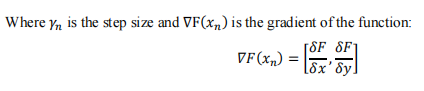 Where γₙ is the step size and ∇F(xₙ) is the gradient of the function:
∇F(xₙ) = [δF/δx, δF/δy]